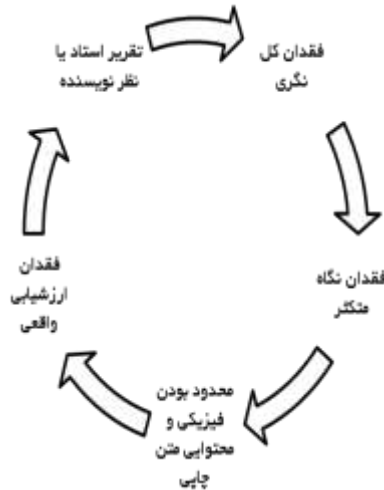 تقریر استاد یا
نظر نویسنده
فقدان کل
نگری
فقدان نگاه
متکثر
محدود بودن
فیزیکی و
محتوایی متن
چاپی
فقدان
ارزشیابی
واقعی